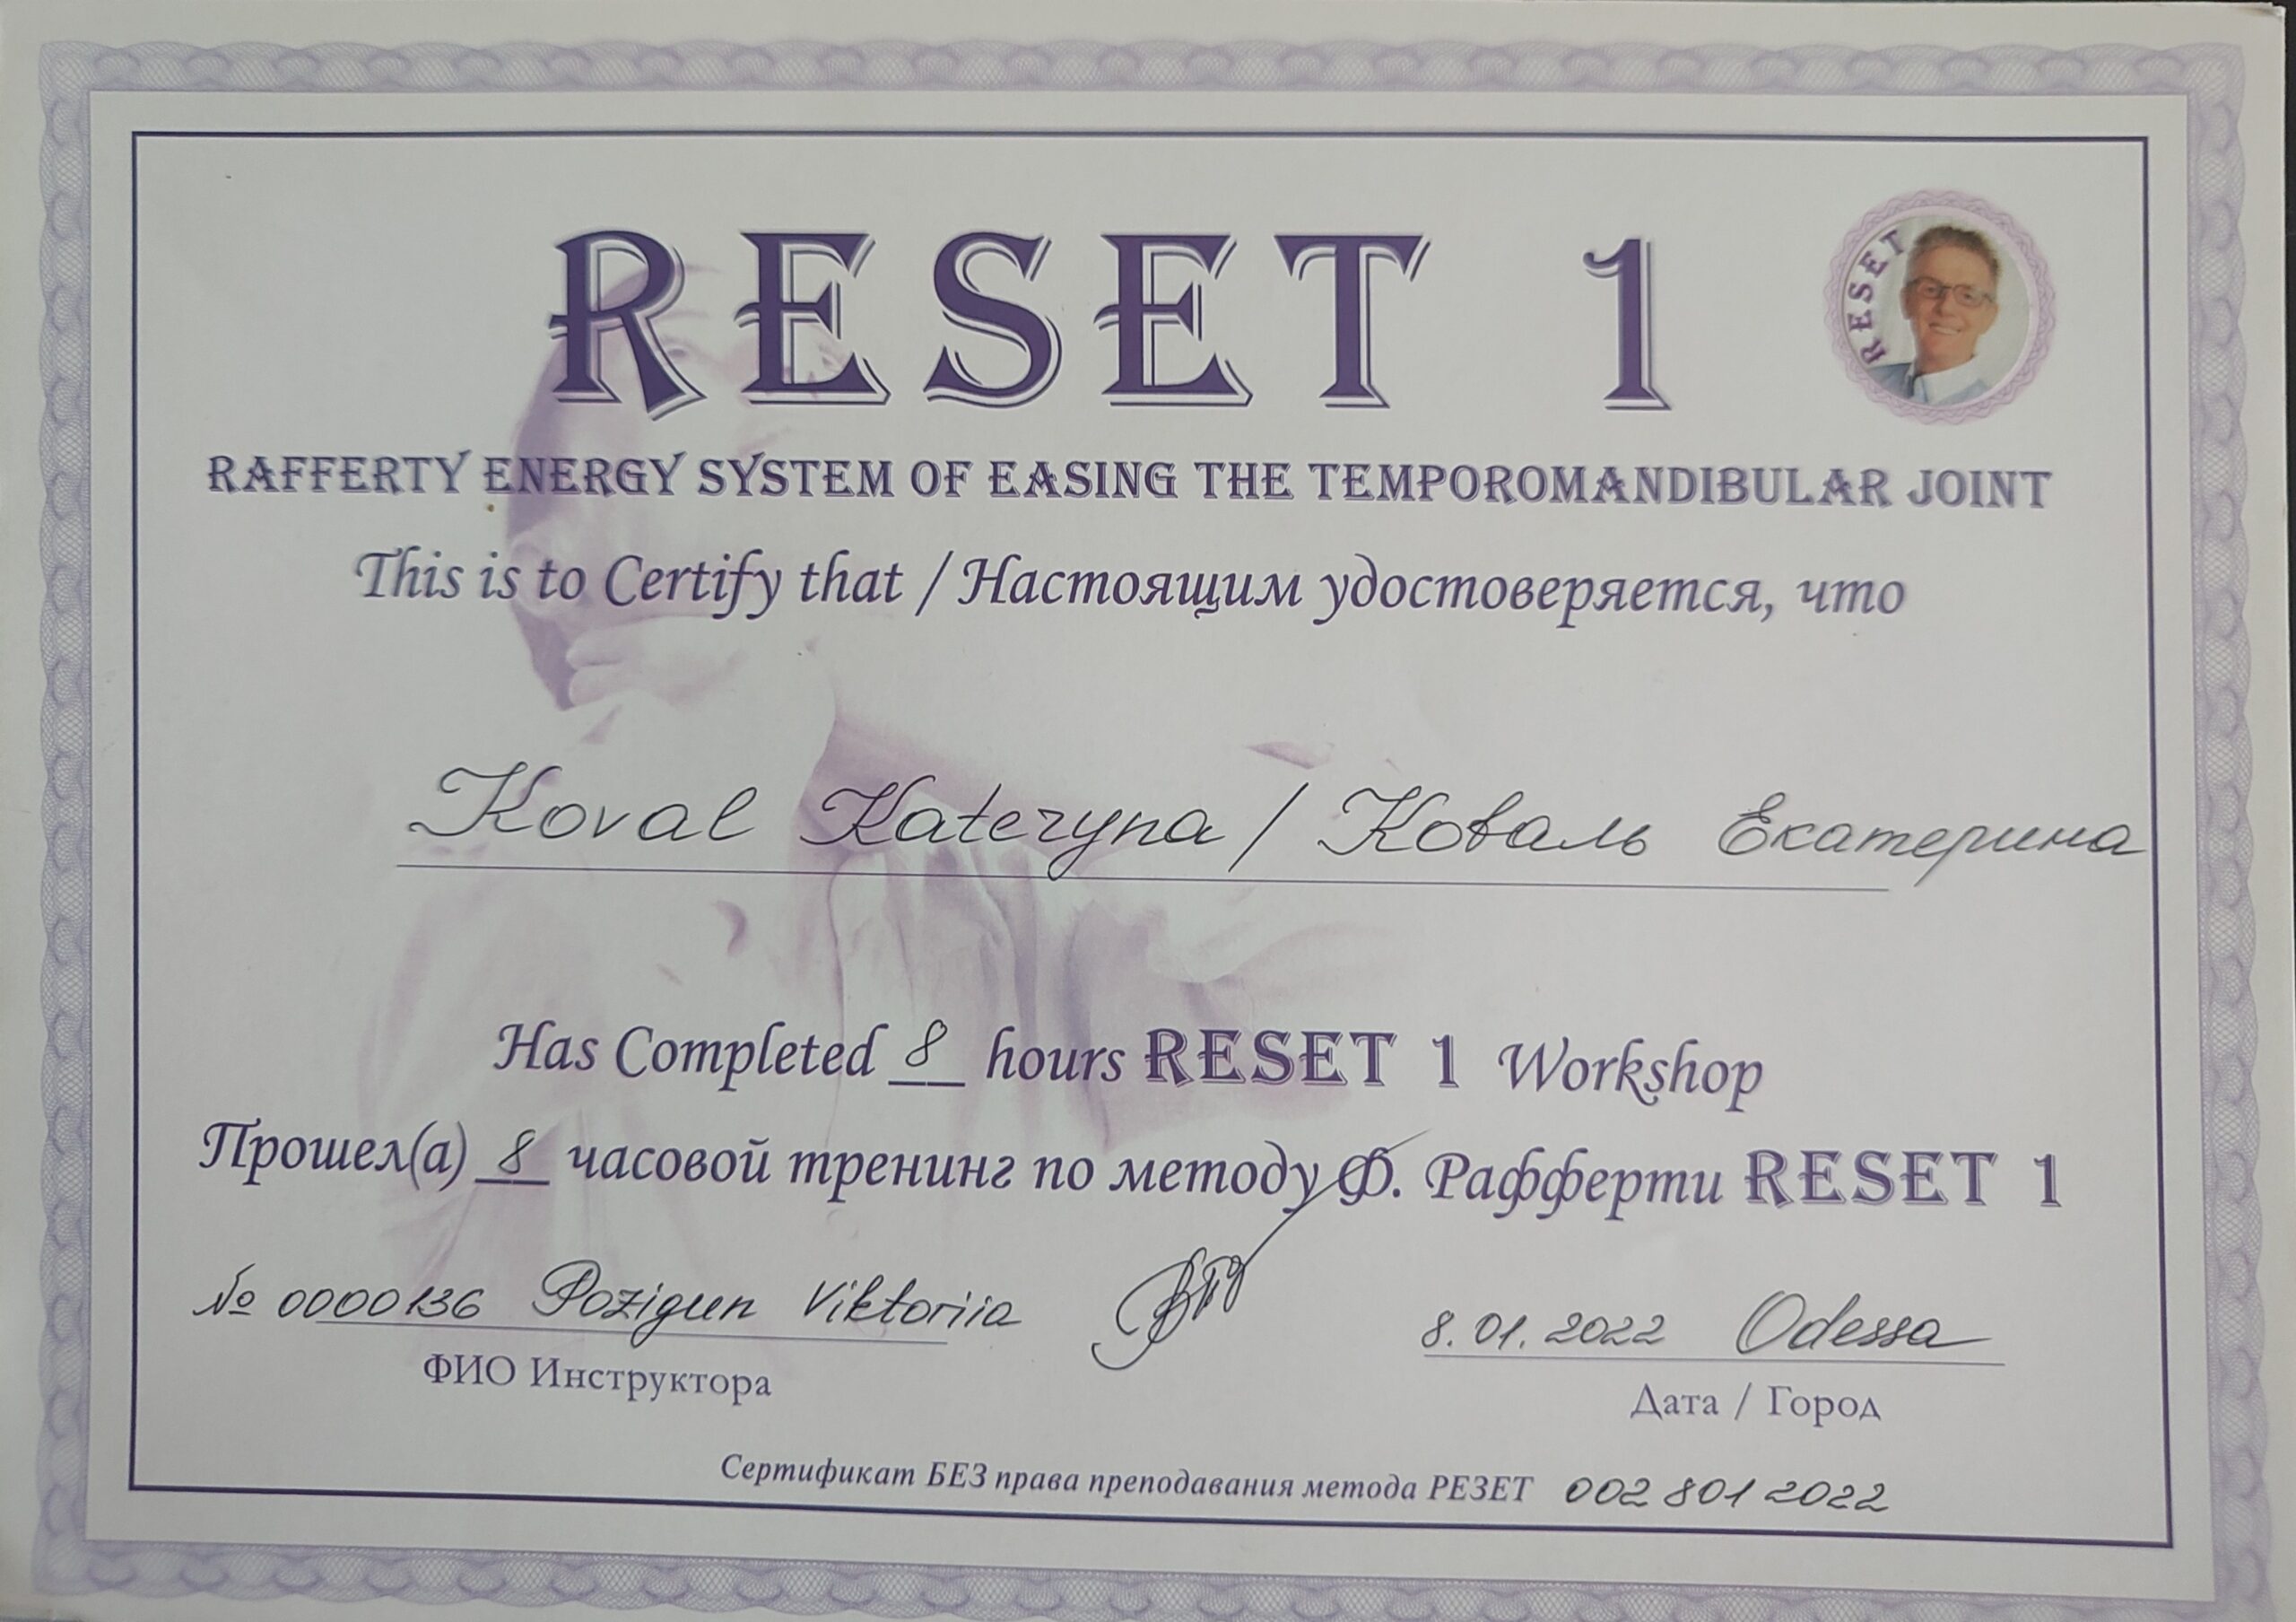 RESET 1
RESET
RAFFERTY ENERGY SYSTEM OF EASING THE TEMPOROMANDIBULAR JOINT
This is to Certify that / Настоящим удостоверяется, что
Koval Kateryna / Коваль Екатерина
Has Completed 8 hours RESET 1 Workshop
Прошел(а) 8 часовой тренинг по методу Ф. Рафферти RESET 1
№ 0000136 Pozigun Viktoriia
8.01.2022 Odessa
ФИО Инструктора
Дата / Город
Сертификат БЕЗ права преподавания метода РЕЗЕТ 002 801 2022